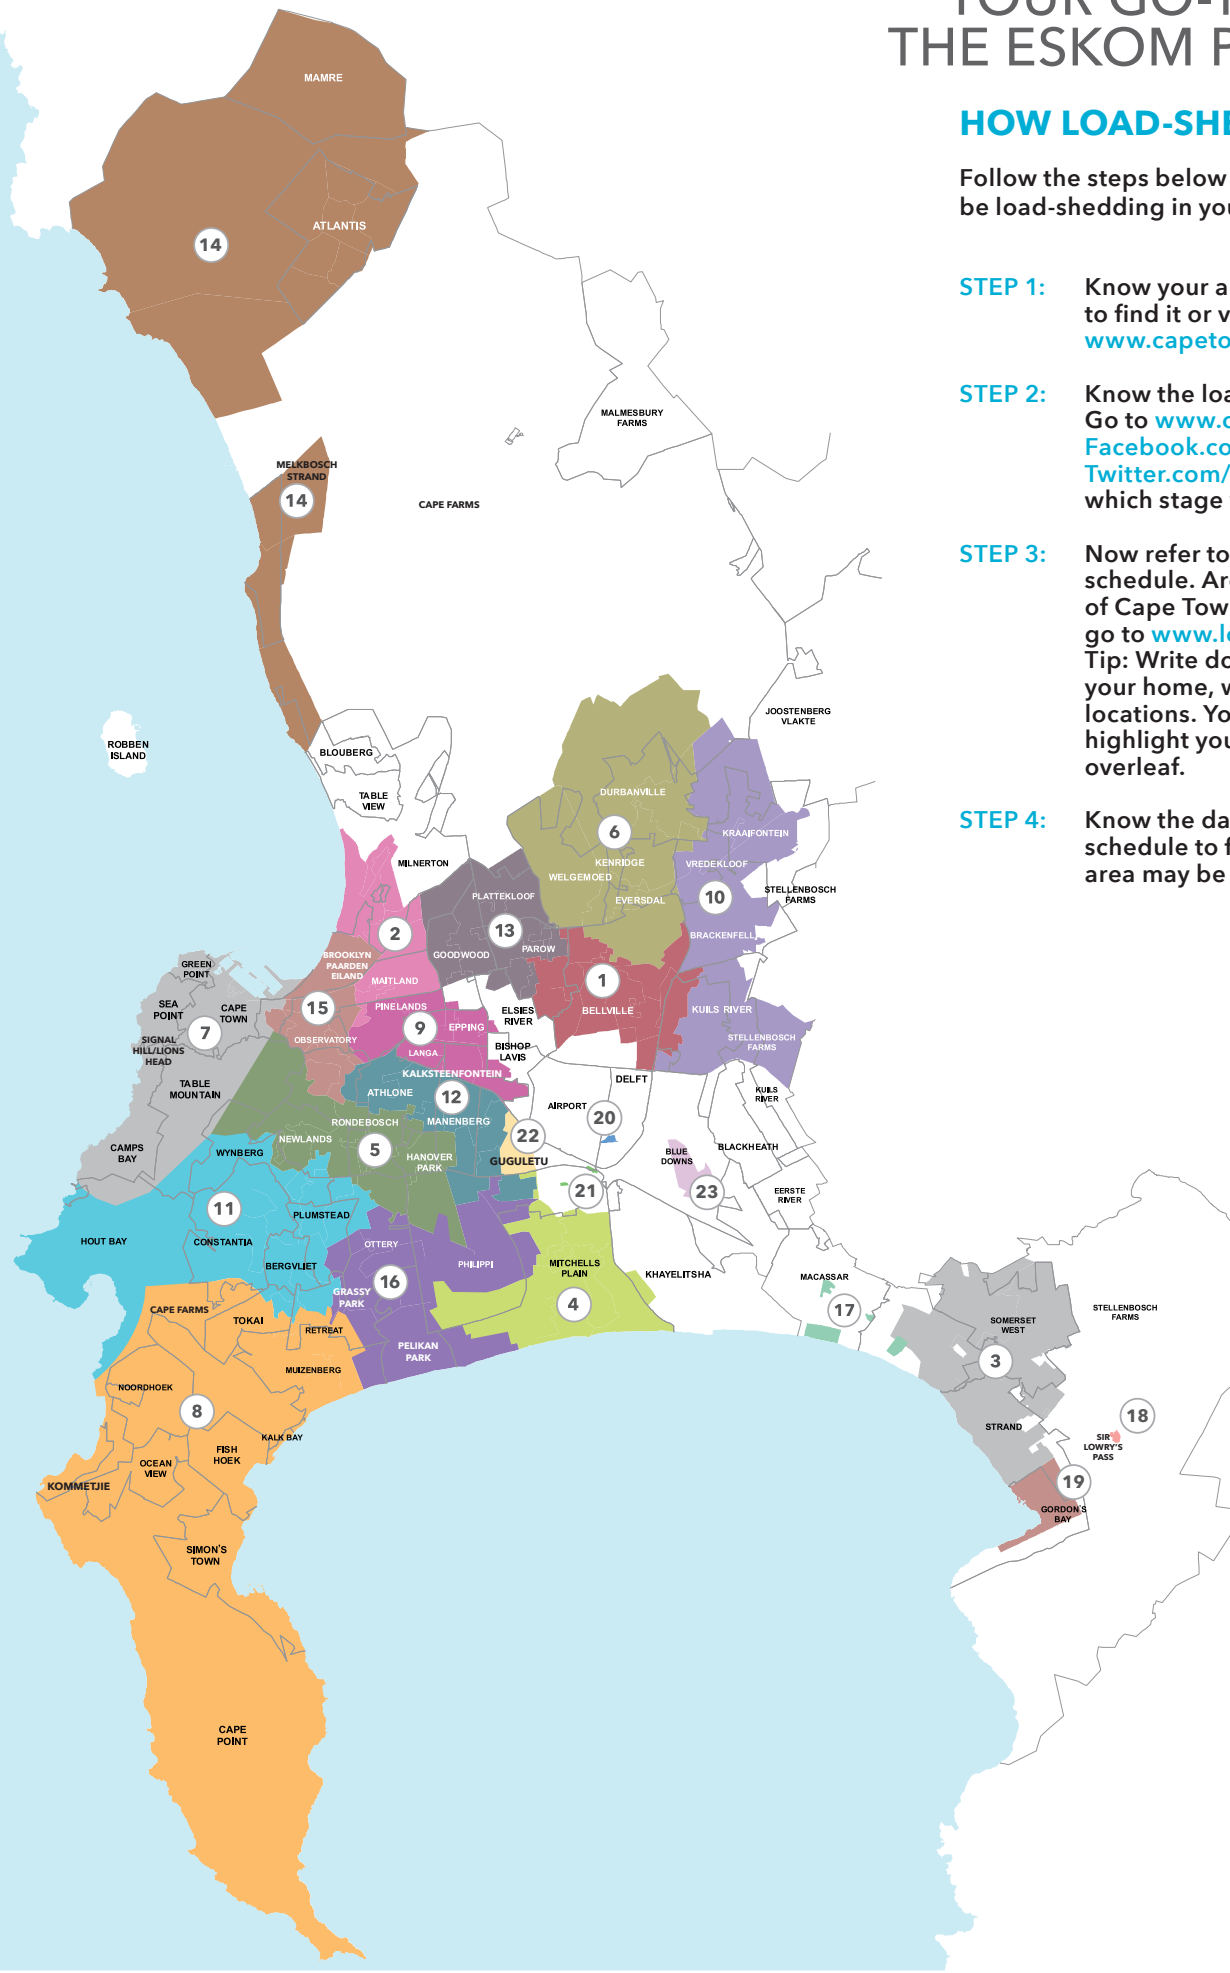 YOUR GO-T
THE ESKOM P
HOW LOAD-SHE
Follow the steps below
be load-shedding in you
STEP 1:
Know your a
to find it or v
www.capeto
STEP 2:
Know the loa
Go to www.c
Facebook.co
Twitter.com/
which stage
STEP 3:
Now refer to
schedule. Are
of Cape Tow
go to www.lo
Tip: Write do
your home, w
locations. Yo
highlight you
overleaf.
STEP 4:
Know the da
schedule to f
area may be
MAMRE
ATLANTIS
14
MALMESBURY
FARMS
MELKBOSCH
STRAND
14
CAPE FARMS
JOOSTENBERG
VLAKTE
ROBBEN
ISLAND
BLOUBERG
TABLE
VIEW
DURBANVILLE
6
KRAAIFONTEIN
MILNERTON
KENRIDGE
VREDEKLOOF
WELGEMOED
STELLENBOSCH
FARMS
PLATTEKLOOF
EVERSDAL
10
2
13
BRACKENFELL
GOODWOOD
PAROW
BROOKLYN
PAARDEN
EILAND
GREEN
POINT
MAITLAND
1
SEA
POINT
CAPE
TOWN
15
PINELANDS
ELSIES
RIVER
BELLVILLE
KUILS RIVER
7
9
EPPING
SIGNAL
HILL/LIONS
HEAD
OBSERVATORY
STELLENBOSCH
FARMS
LANGA
BISHOP
LAVIS
KALKSTEENFONTEIN
DELFT
TABLE
MOUNTAIN
ATHLONE
12
KUILS
RIVER
AIRPORT
20
RONDEBOSCH
MANENBERG
22
NEWLANDS
5
CAMPS
BAY
WYNBERG
HANOVER
PARK
GUGULETU
BLUE
DOWNS
BLACKHEATH
21
23
EERSTE
RIVER
11
PLUMSTEAD
HOUT BAY
CONSTANTIA
OTTERY
BERGVLIET
PHILIPPI
MITCHELLS
PLAIN
KHAYELITSHA
MACASSAR
16
GRASSY
PARK
4
17
CAPE FARMS
TOKAI
STELLENBOSCH
FARMS
RETREAT
SOMERSET
WEST
PELIKAN
PARK
3
MUIZENBERG
NOORDHOEK
8
18
STRAND
KALK BAY
SIR
LOWRY'S
PASS
FISH
HOEK
OCEAN
VIEW
19
KOMMETJIE
GORDON'S
BAY
SIMON'S
TOWN
CAPE
POINT